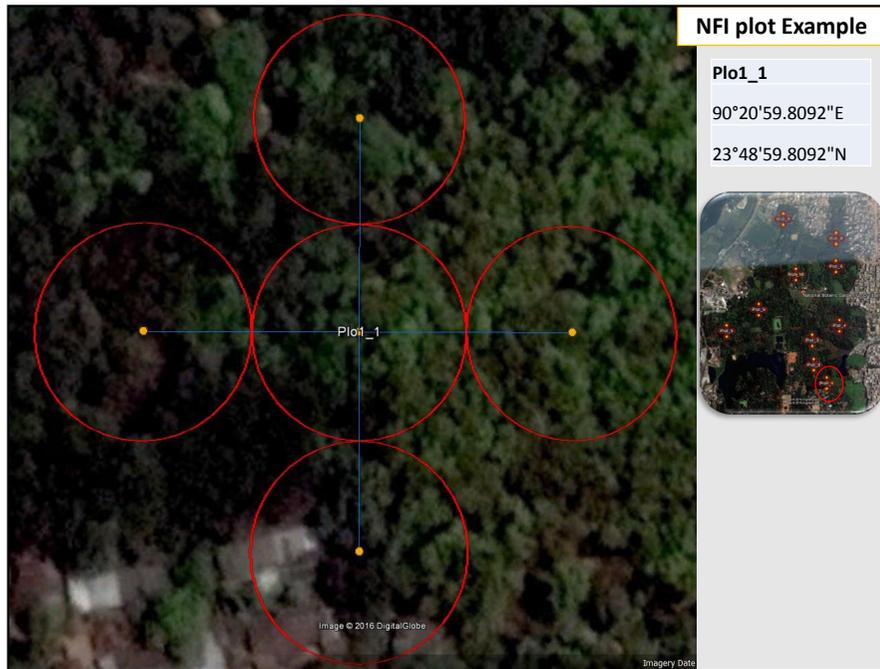 NFI plot Example
Plo1_1
90°20'59.8092"E
23°48'59.8092"N
Plo1_1
Image © 2016 DigitalGlobe
Imagery Date